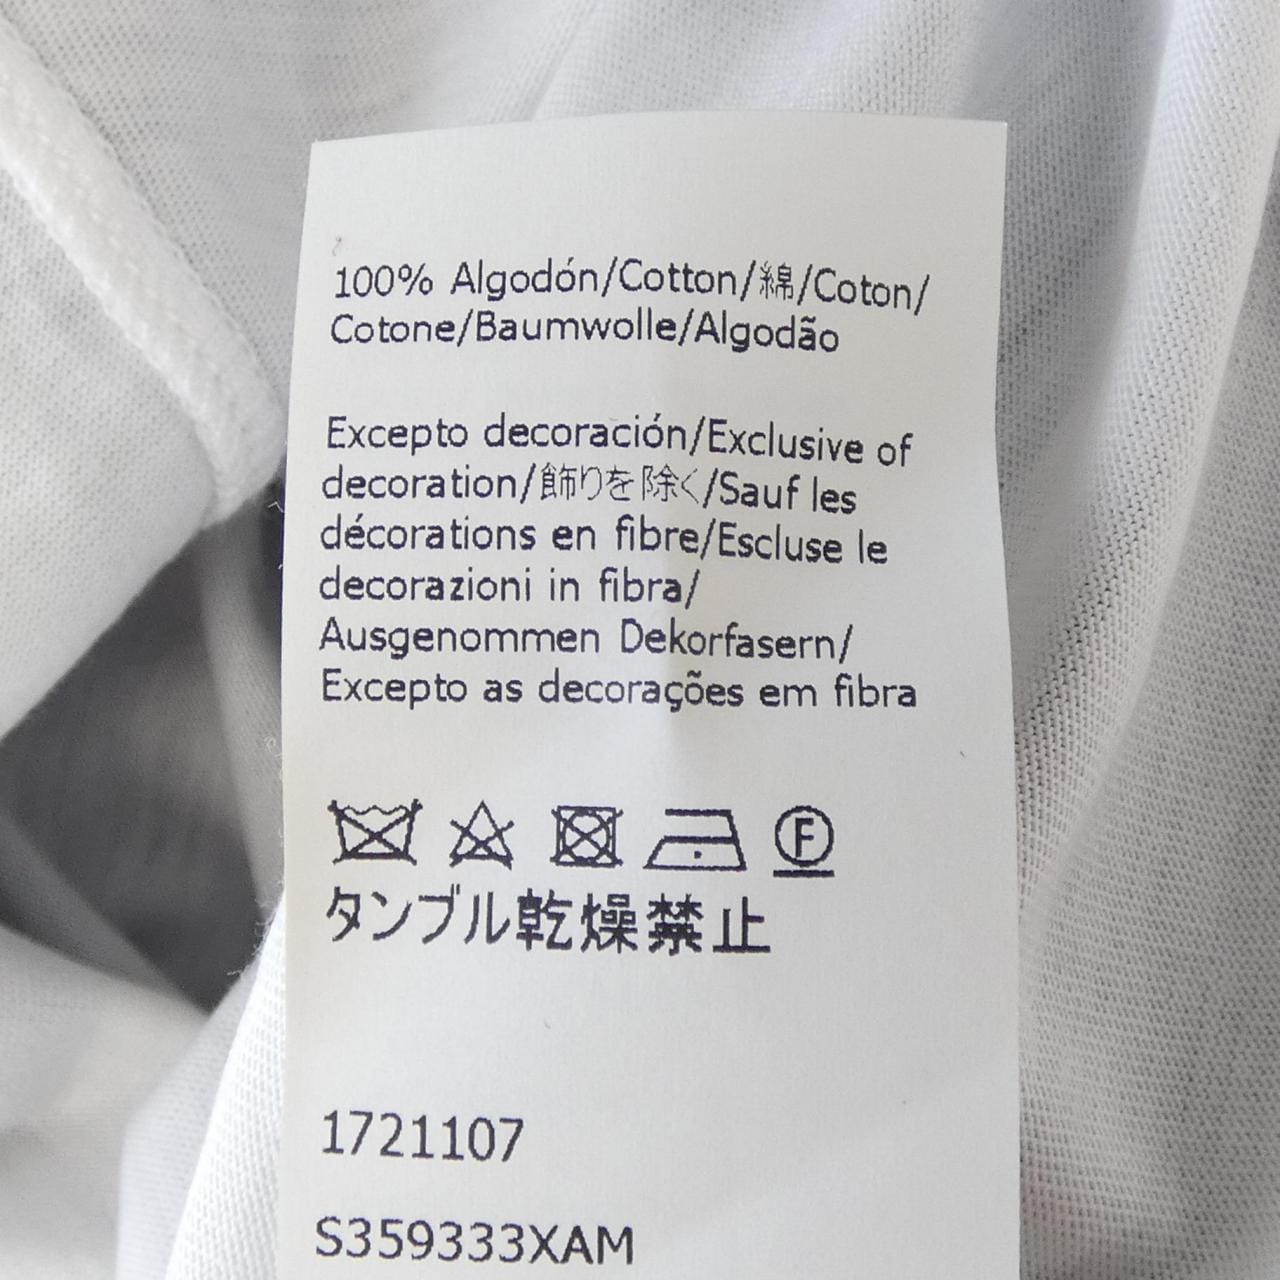 100% Algodón/Cotton/綿/Coton/
Cotone/Baumwolle/Algodão
Excepto decoración/Exclusive of
decoration/飾りを除く/Sauf les
décorations en fibre/Escluse le
decorazioni in fibra/
Ausgenommen Dekorfasern/
Excepto as decorações em fibra
F
タンブル乾燥禁止
1721107
S359333XAM